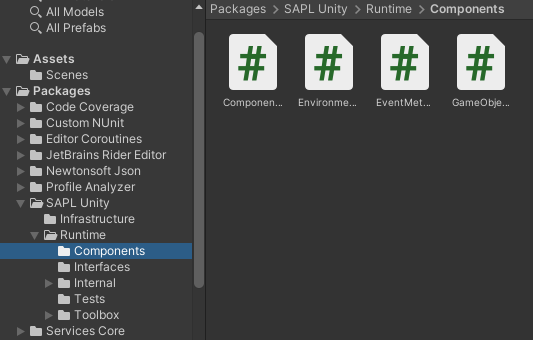 All Models
All Prefabs
Assets
Scenes
Packages
Code Coverage
Custom NUnit
Editor Coroutines
JetBrains Rider Editor
Newtonsoft Json
Profile Analyzer
SAPL Unity
Infrastructure
Runtime
Components
Interfaces
Internal
Tests
Toolbox
Services Core
Packages > SAPL Unity > Runtime > Components
# # # #
Componen... Environme... EventMet... GameObje...